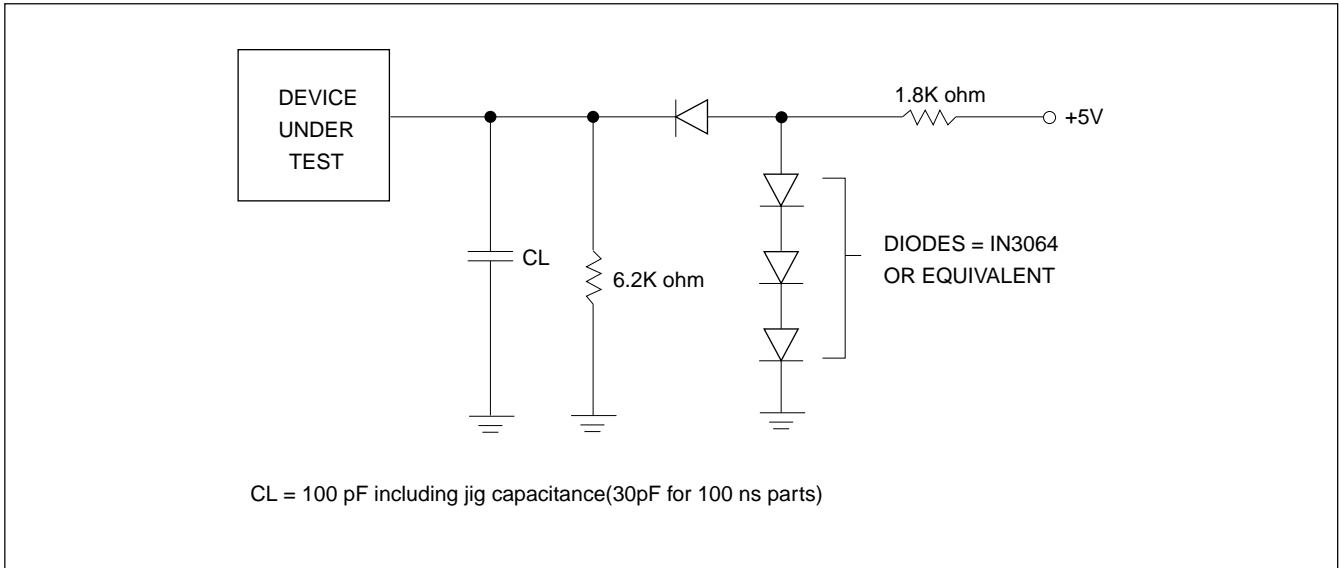 DEVICE
UNDER
TEST
1.8K ohm
+5V
CL
6.2K ohm
DIODES = IN3064
OR EQUIVALENT
CL = 100 pF including jig capacitance(30pF for 100 ns parts)